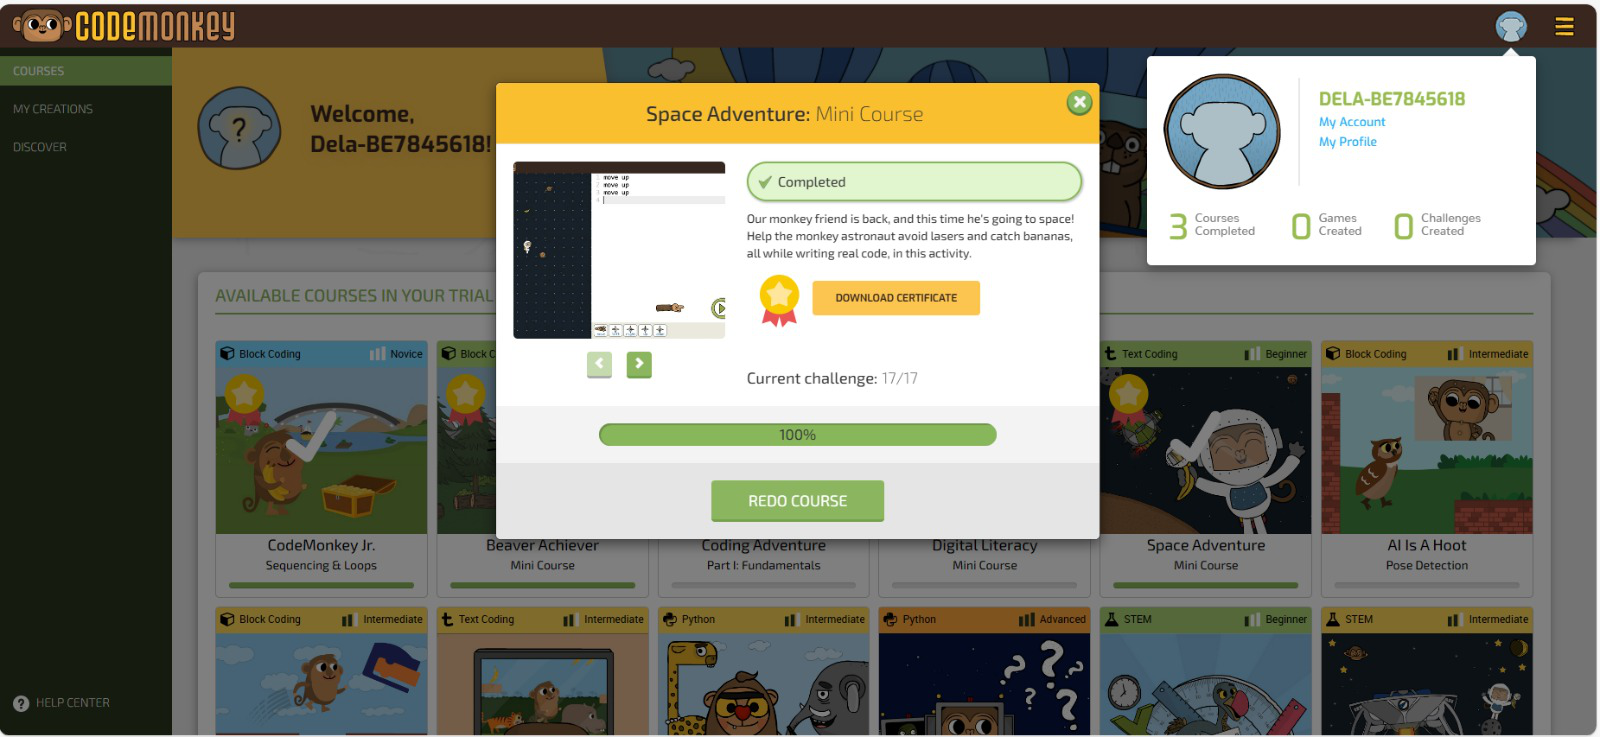 CODEMONKEY
COURSES
MY CREATIONS
DISCOVER
HELP CENTER
Welcome,
Dela-BE7845618!
DELA-BE7845618
My Account
My Profile
3 Courses Completed
0 Games Created
0 Challenges Created
Space Adventure: Mini Course
move up
move up
move up
Completed
Our monkey friend is back, and this time he's going to space!
Help the monkey astronaut avoid lasers and catch bananas,
all while writing real code, in this activity.
DOWNLOAD CERTIFICATE
Current challenge: 17/17
100%
REDO COURSE
AVAILABLE COURSES IN YOUR TRIAL
Block Coding Novice
CodeMonkey Jr.
Sequencing & Loops
Block C
Beaver Achiever
Mini Course
Coding Adventure
Part I: Fundamentals
Digital Literacy
Mini Course
Text Coding Beginner
Space Adventure
Mini Course
Block Coding Intermediate
AI Is A Hoot
Pose Detection
Block Coding Intermediate
Text Coding Intermediate
Python Intermediate
Python Advanced
STEM Beginner
STEM Intermediate